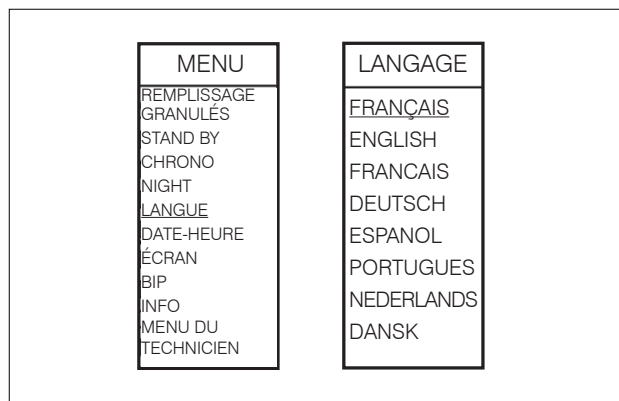 MENU
REMPLISSAGE
GRANULÉS
STAND BY
CHRONO
NIGHT
LANGUE
DATE-HEURE
ÉCRAN
BIP
INFO
MENU DU
TECHNICIEN
LANGAGE
FRANÇAIS
ENGLISH
FRANCAIS
DEUTSCH
ESPANOL
PORTUGUES
NEDERLANDS
DANSK